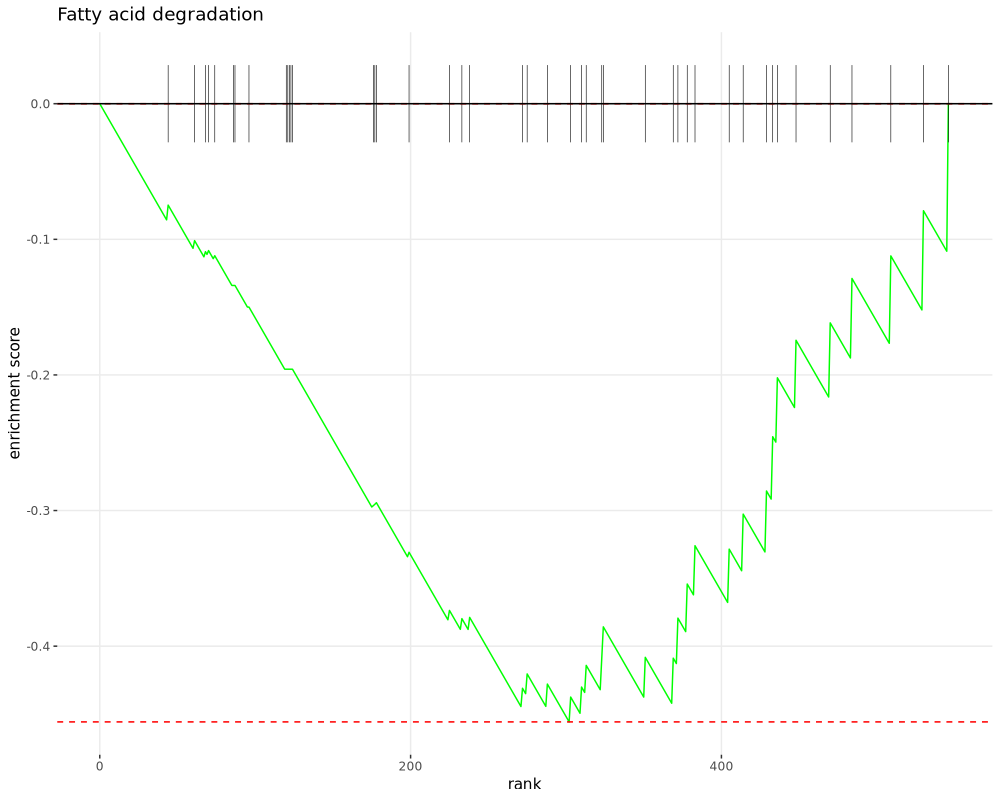 Fatty acid degradation
0.0
-0.1
-0.2
-0.3
-0.4
enrichment score
0 200 400
rank